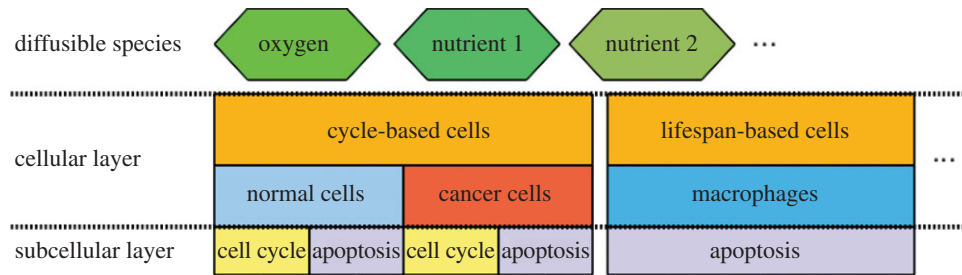 diffusible species oxygen nutrient 1 nutrient 2 ...
cycle-based cells lifespan-based cells
cellular layer ...
normal cells cancer cells macrophages
subcellular layer cell cycle apoptosis cell cycle apoptosis apoptosis